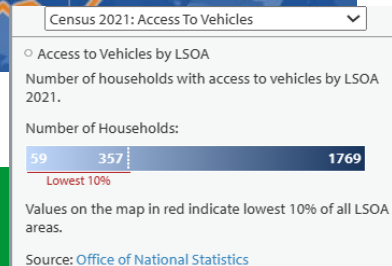 Census 2021: Access To Vehicles
Access to Vehicles by LSOA
Number of households with access to vehicles by LSOA
2021.
Number of Households:
59 357 1769
Lowest 10%
Values on the map in red indicate lowest 10% of all LSOA
areas.
Source: Office of National Statistics